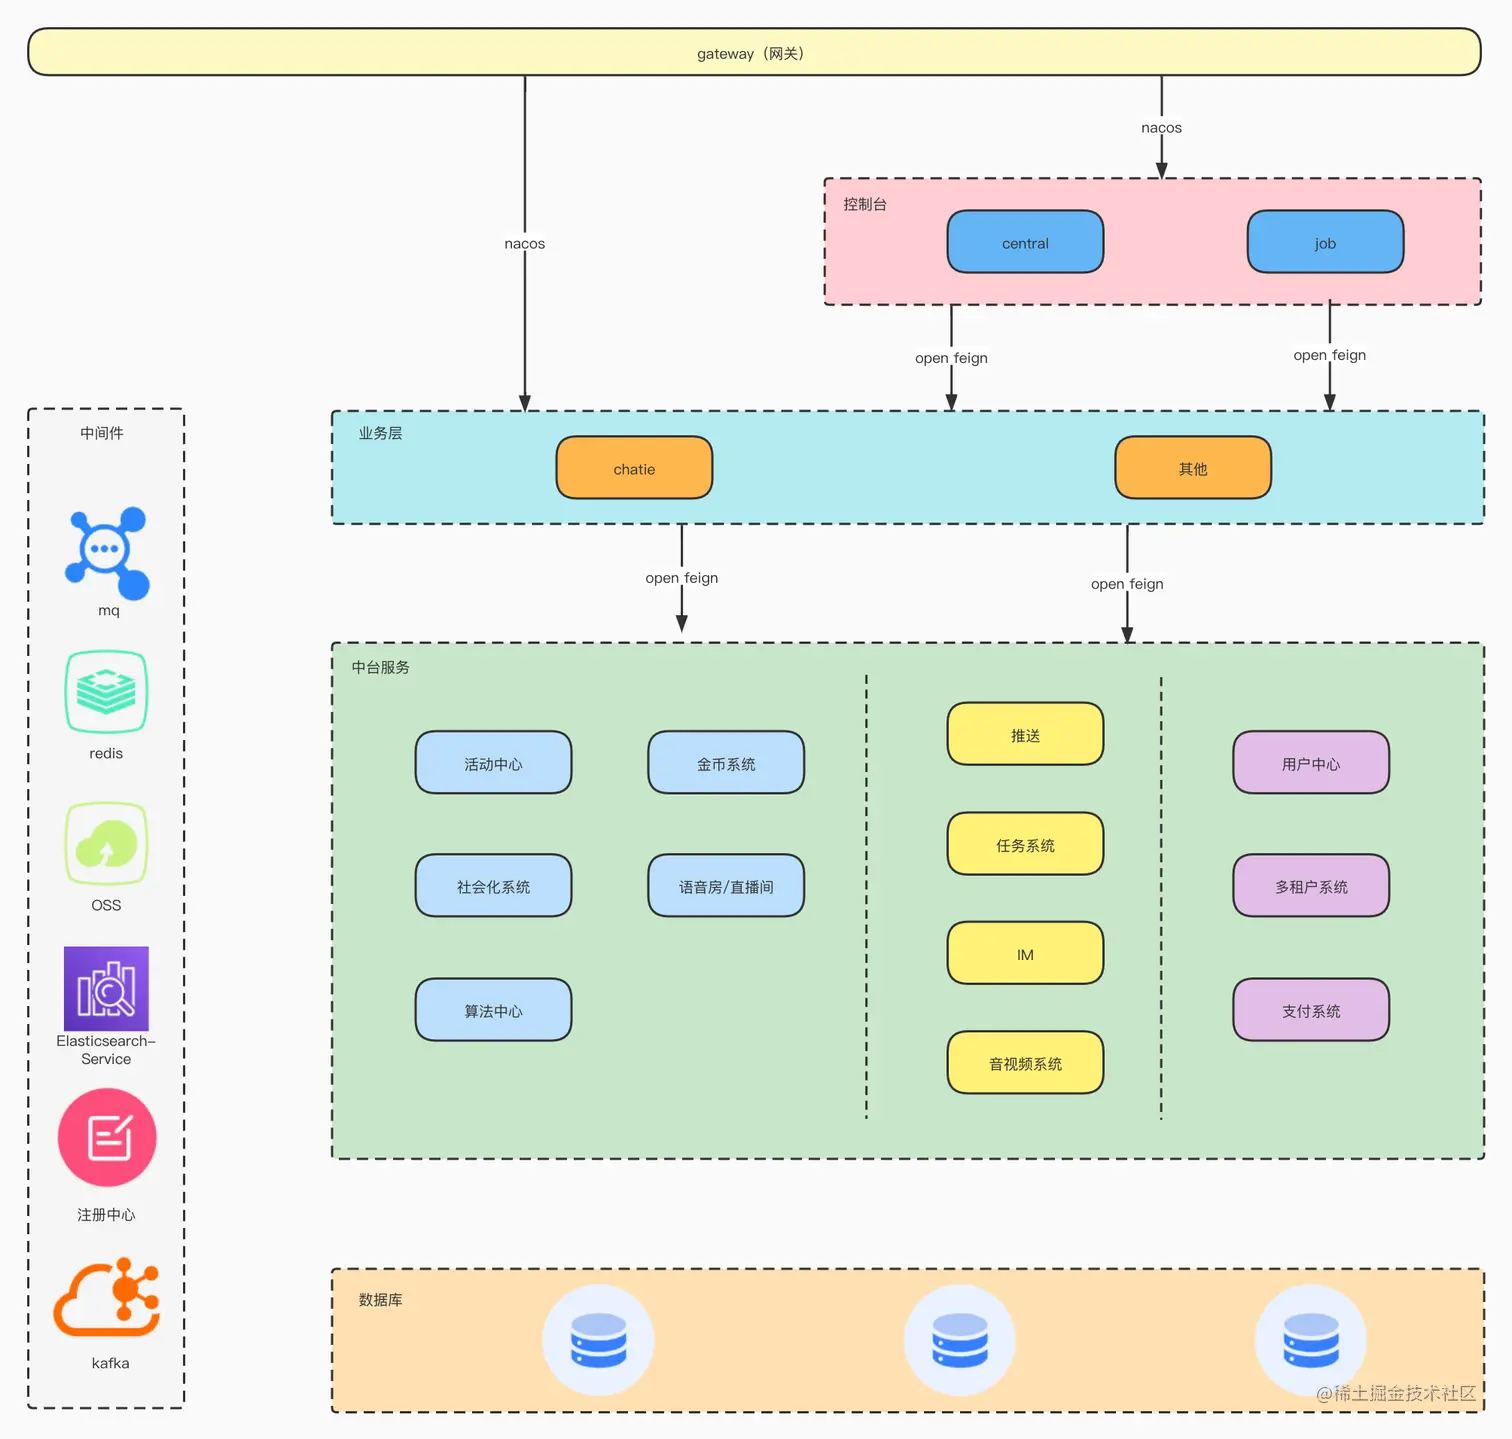 gateway（网关）
nacos
nacos
控制台
central
job
open feign
open feign
业务层
chatie
其他
open feign
open feign
中台服务
活动中心
金币系统
社会化系统
语音房/直播间
算法中心
推送
任务系统
IM
音视频系统
用户中心
多租户系统
支付系统
数据库
中间件
mq
redis
OSS
Elasticsearch-
Service
注册中心
kafka
@稀土掘金技术社区